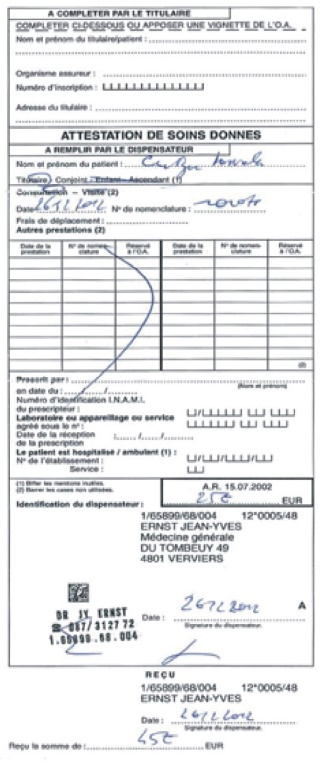 A COMPLETER PAR LE TITULAIRE
COMPLETER CI-DESSOUS OU APPOSER UNE VIGNETTE DE L'O.A.
Nom et prénom du titulaire/patient :
Organisme assureur :
Numéro d'inscription :
Adresse du titulaire :
ATTESTATION DE SOINS DONNES
A REMPLIR PAR LE DISPENSATEUR
Nom et prénom du patient :
Titulaire - Conjoint - Enfant - Ascendant (1)
Consultation – Visite (2)
Date : 26/12/2012 N° de nomenclature :
Frais de déplacement :
Autres prestations (2)
Date de la prestation N° de nomenclature Réservé à l'O.A. Date de la prestation N° de nomenclature Réservé à l'O.A.
(2)
Prescrit par :
(Nom et prénom)
en date du :
Numéro d'identification I.N.A.M.I.
du prescripteur :
Laboratoire ou appareillage ou service
agréé sous le n° :
Date de la réception
de la prescription
Le patient est hospitalisé / ambulant (1) :
N° de l'établissement :
Service :
(1) Biffer les mentions inutiles.
(2) Barrer les cases non utilisées.
A.R. 15.07.2002
Identification du dispensateur : 25€ EUR
1/65899/68/004 12*0005/48
ERNST JEAN-YVES
Médecine générale
DU TOMBEUY 49
4801 VERVIERS
DR JY. ERNST
☎ 087/312772
1.65899.68.004
Date : 26/12/2012 A
Signature du dispensateur.
REÇU
1/65899/68/004 12*0005/48
ERNST JEAN-YVES
Date : 26/12/2012
Signature du dispensateur.
Reçu la somme de : 45€ EUR